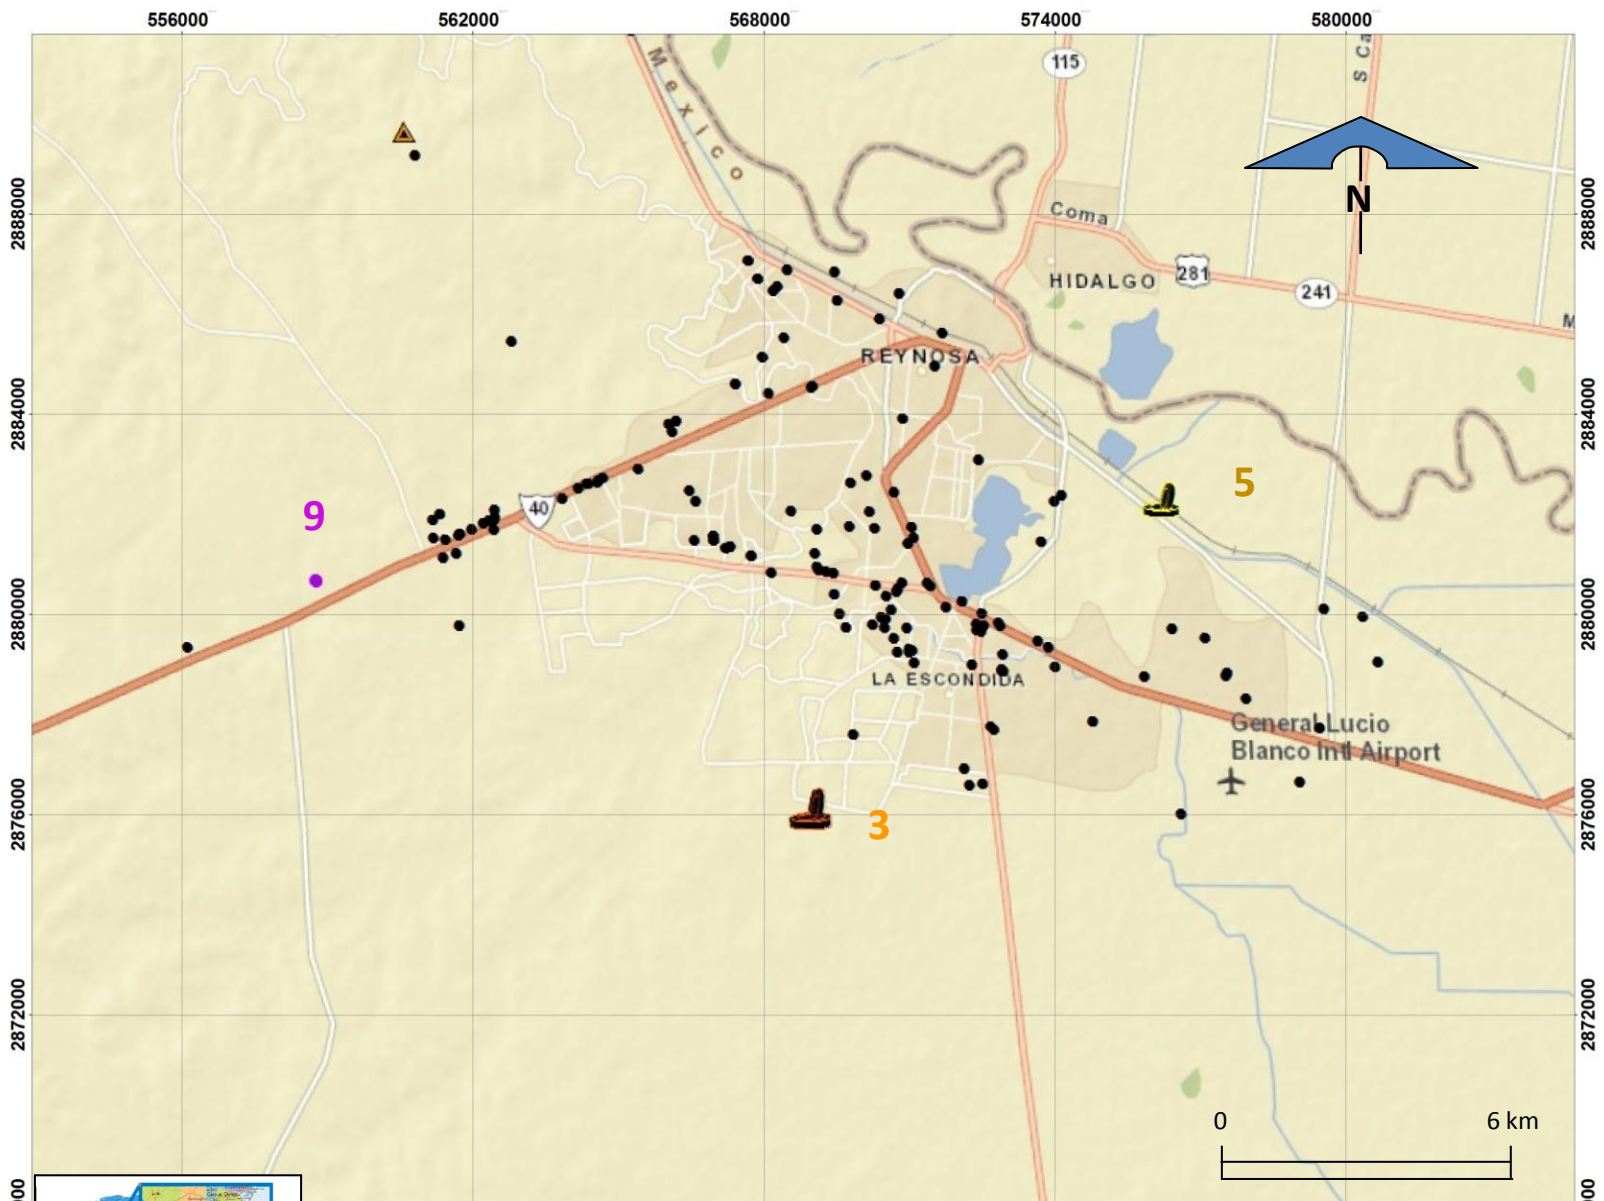 556000 562000 568000 574000 580000
Mexico
115
S Ca
N
2888000 2888000
Coma
281
HIDALGO
241
M
REYNOSA
2884000 2884000
5
9
40
2880000 2880000
LA ESCONDIDA
General Lucio
Blanco Intl Airport
3
2876000 2876000
2872000 2872000
0 6 km